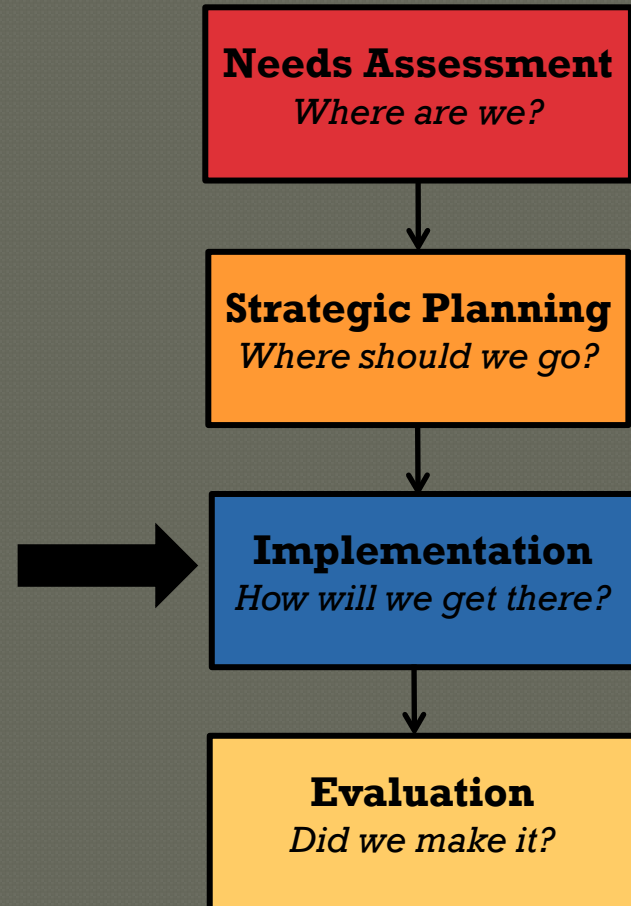 Needs Assessment
Where are we?
Strategic Planning
Where should we go?
Implementation
How will we get there?
Evaluation
Did we make it?